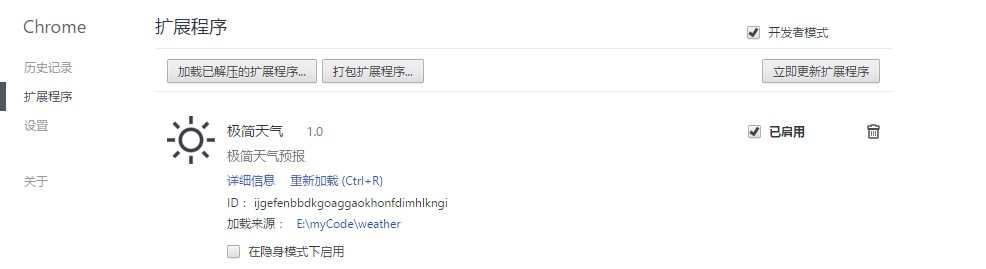 Chrome
历史记录
扩展程序
设置
关于
扩展程序
开发者模式
加载已解压的扩展程序... 打包扩展程序... 立即更新扩展程序
极简天气 1.0 已启用
极简天气预报
详细信息 重新加载 (Ctrl+R)
ID： ijgefenbbdkgoaggaokhonfdimhlkngi
加载来源： E:\myCode\weather
在隐身模式下启用